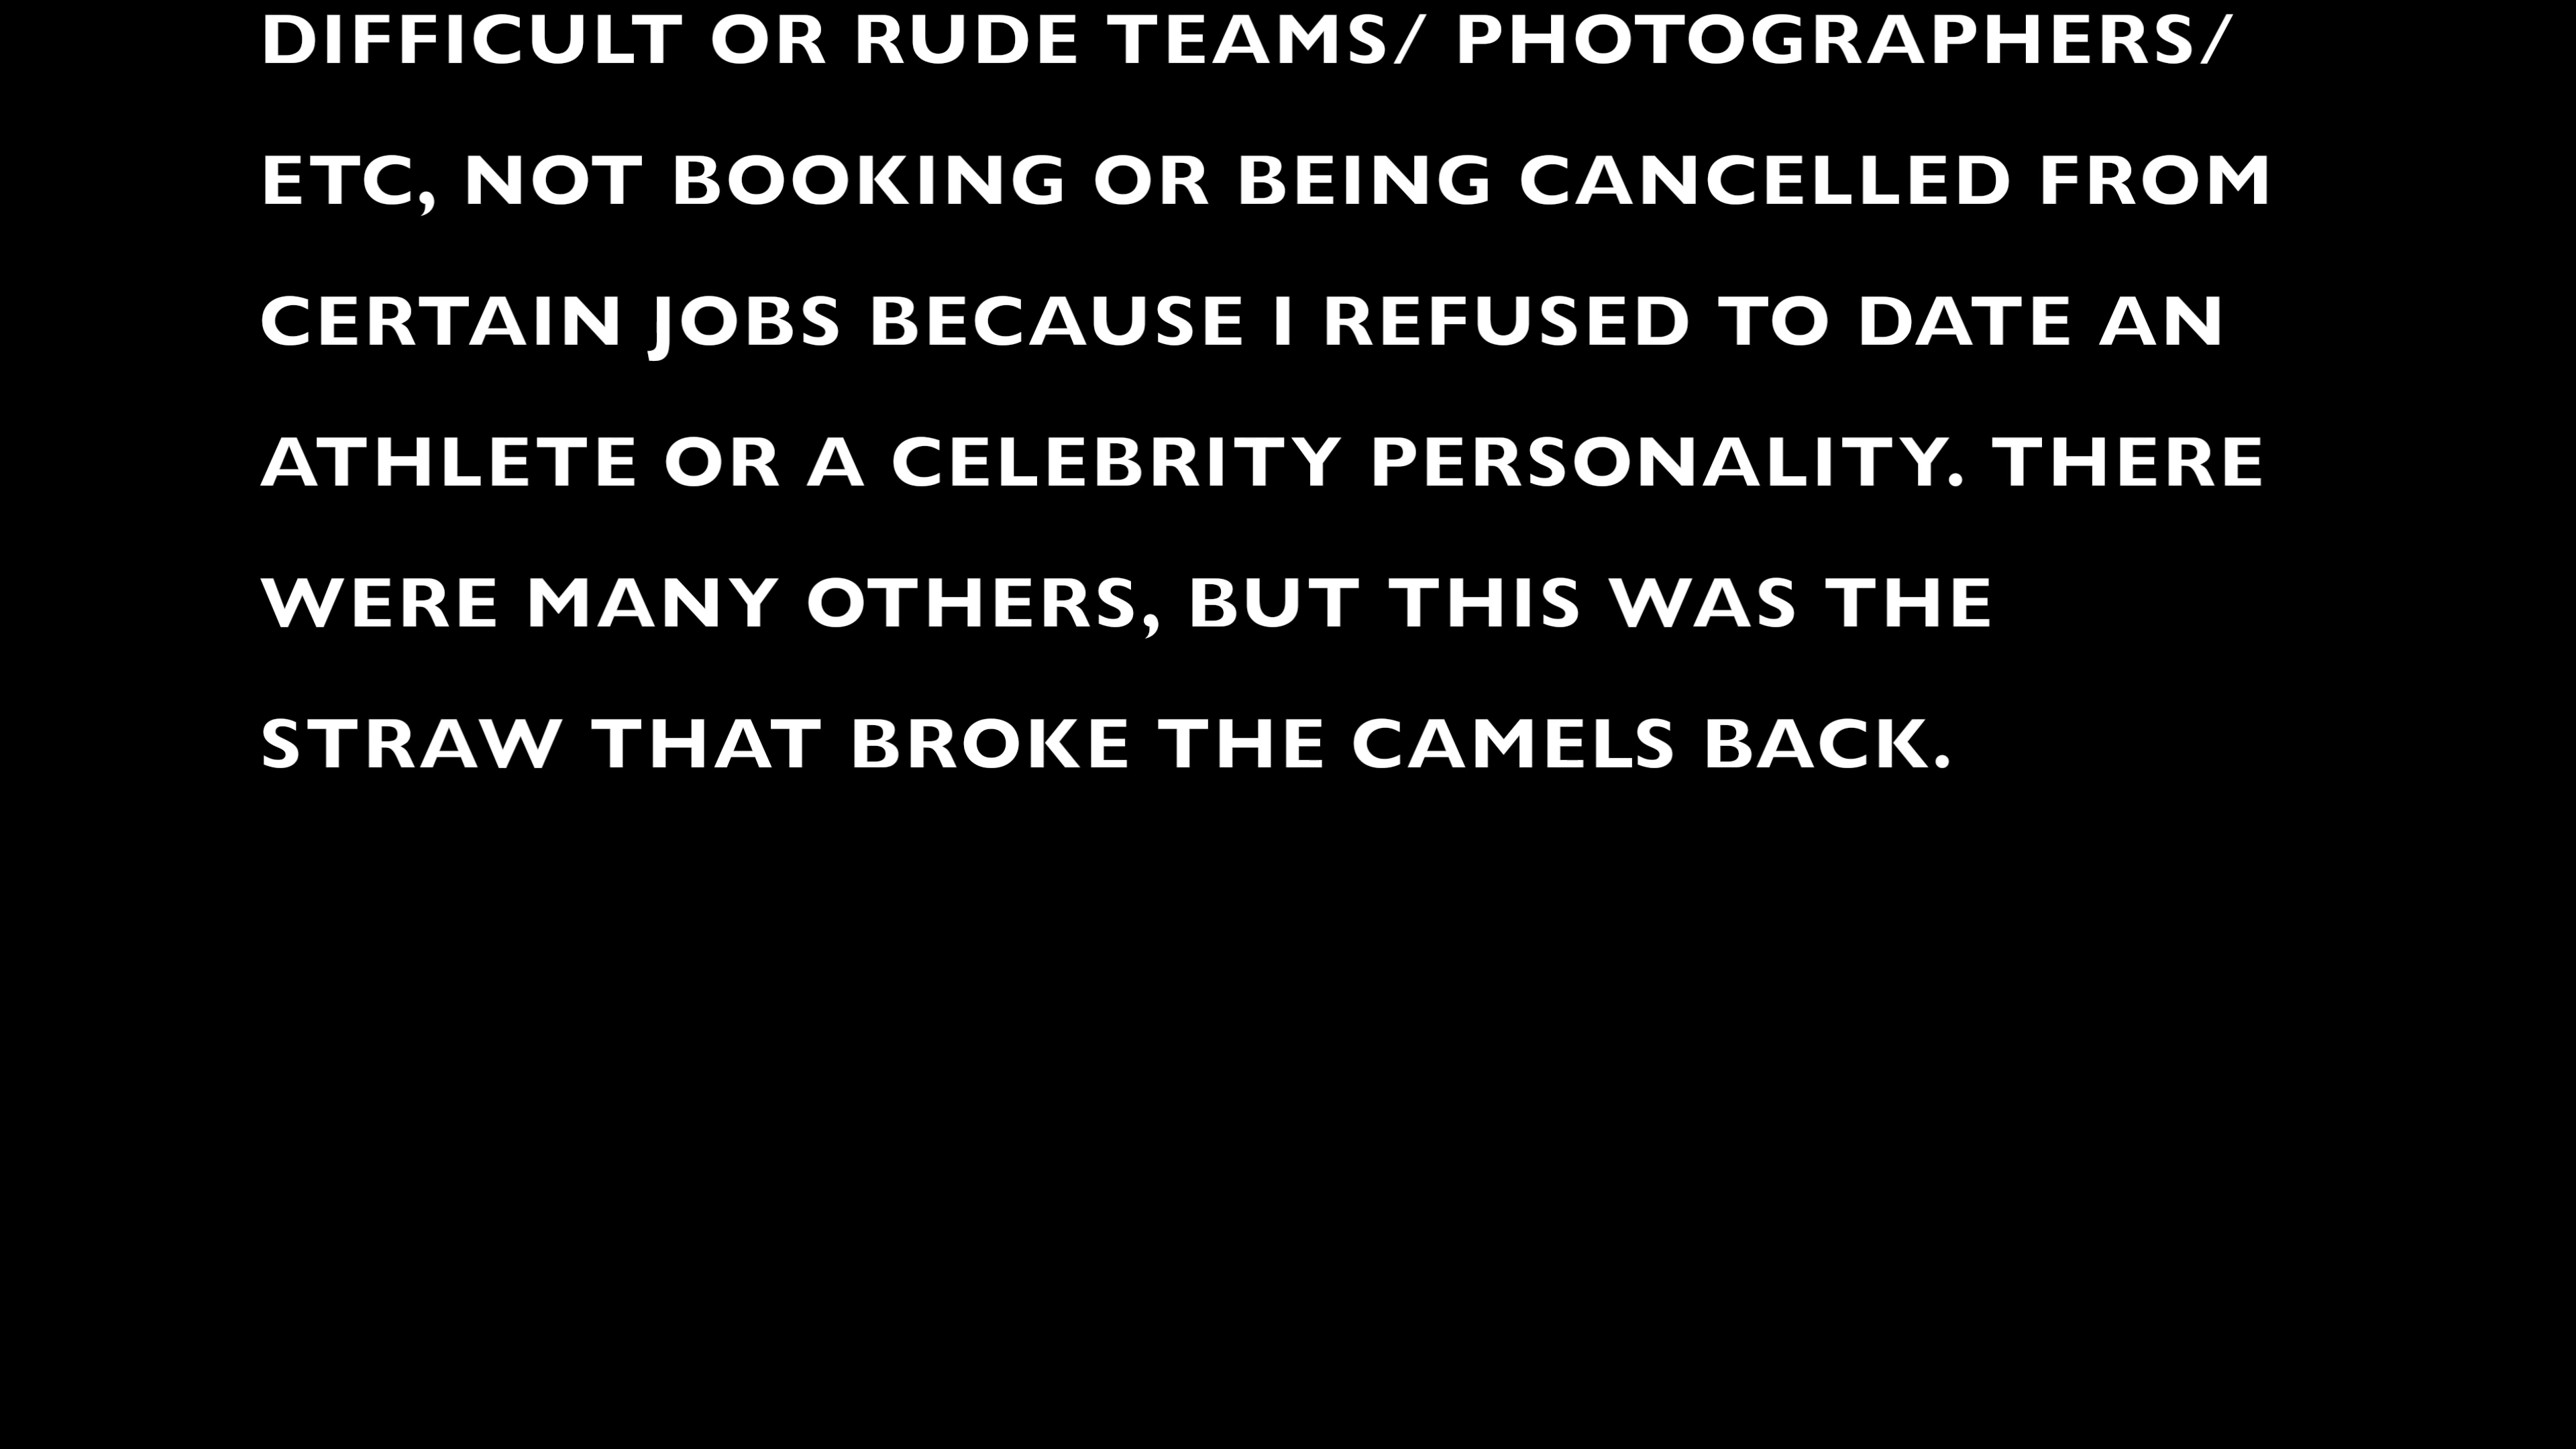 DIFFICULT OR RUDE TEAMS/ PHOTOGRAPHERS/
ETC, NOT BOOKING OR BEING CANCELLED FROM
CERTAIN JOBS BECAUSE I REFUSED TO DATE AN
ATHLETE OR A CELEBRITY PERSONALITY. THERE
WERE MANY OTHERS, BUT THIS WAS THE
STRAW THAT BROKE THE CAMELS BACK.